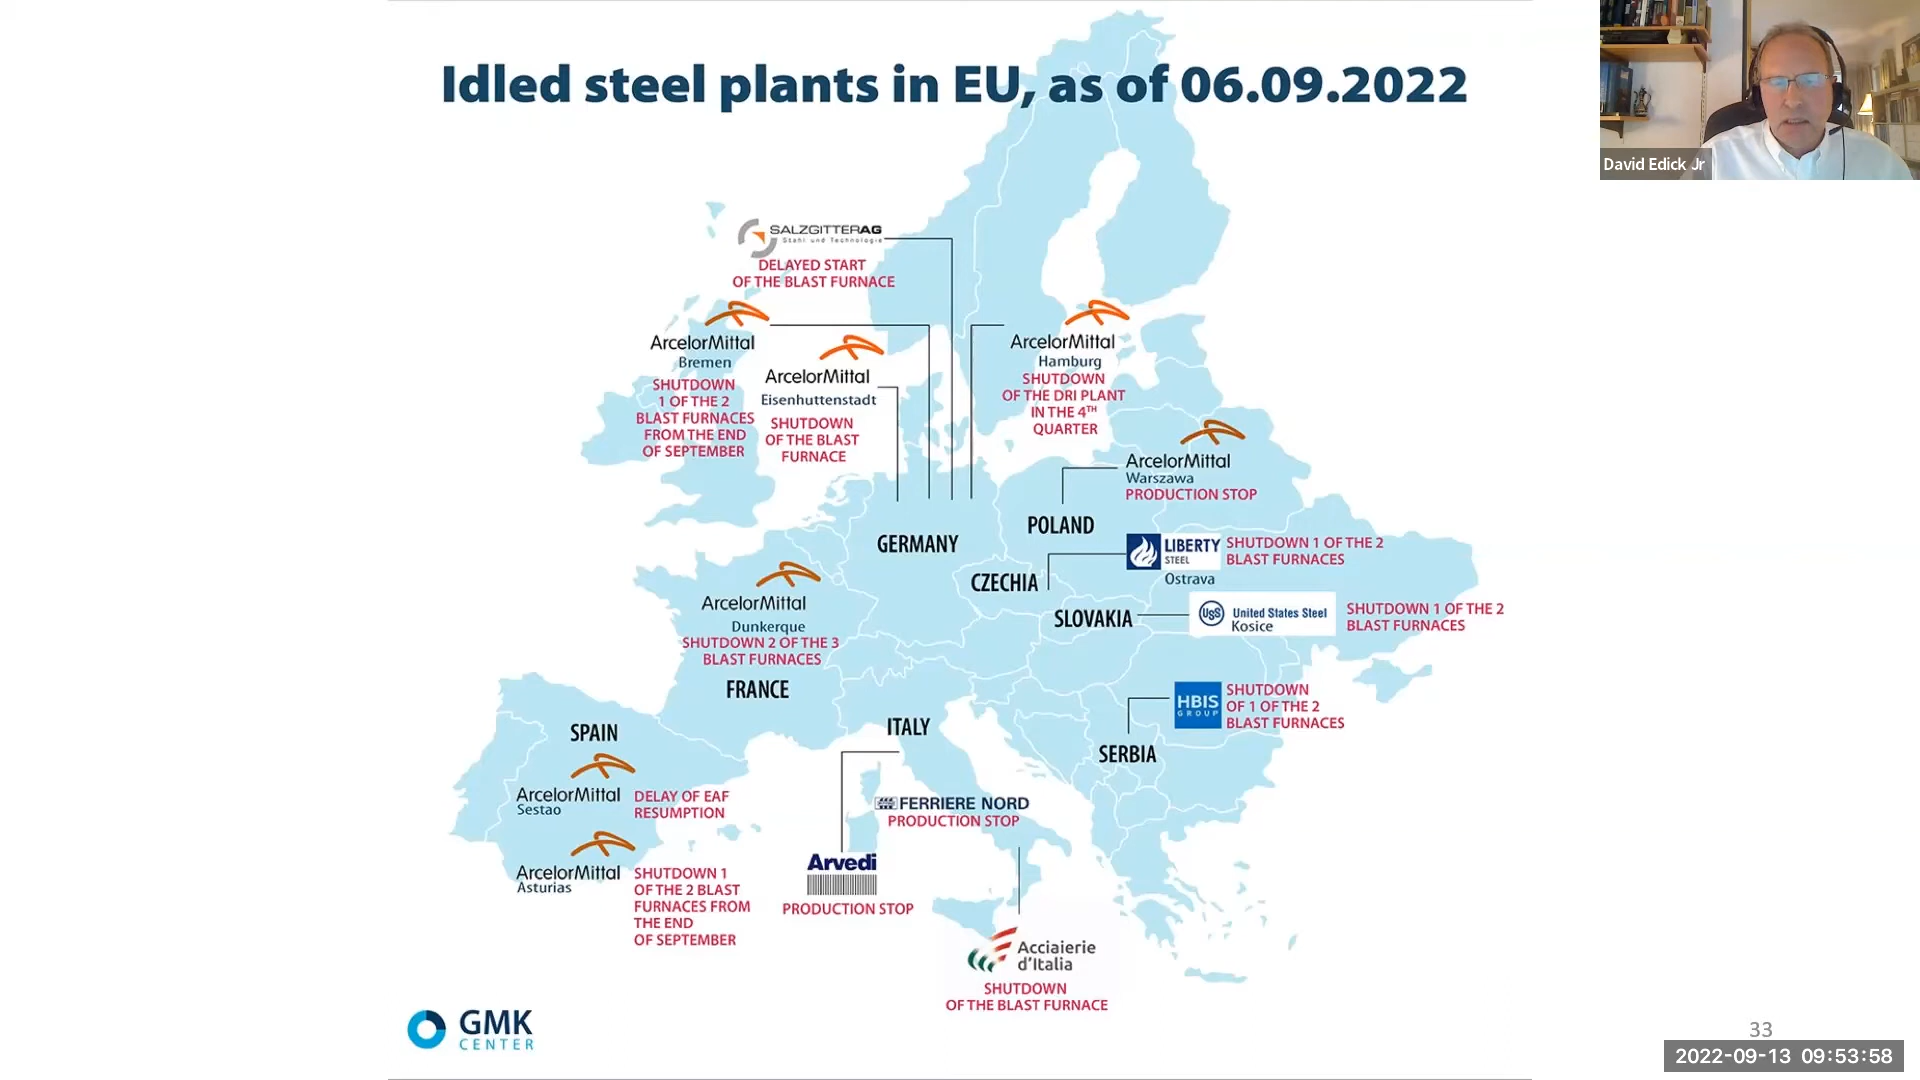 Idled steel plants in EU, as of 06.09.2022
David Edick Jr
SALZGITTERAG
Stahl und Technologie
DELAYED START
OF THE BLAST FURNACE
ArcelorMittal
Bremen
SHUTDOWN
1 OF THE 2
BLAST FURNACES
FROM THE END
OF SEPTEMBER
ArcelorMittal
Eisenhuttenstadt
SHUTDOWN
OF THE BLAST
FURNACE
ArcelorMittal
Hamburg
SHUTDOWN
OF THE DRI PLANT
IN THE 4TH
QUARTER
ArcelorMittal
Warszawa
PRODUCTION STOP
POLAND
GERMANY
LIBERTY
STEEL
Ostrava
SHUTDOWN 1 OF THE 2
BLAST FURNACES
CZECHIA
SLOVAKIA
USS
United States Steel
Kosice
SHUTDOWN 1 OF THE 2
BLAST FURNACES
ArcelorMittal
Dunkerque
SHUTDOWN 2 OF THE 3
BLAST FURNACES
FRANCE
HBIS
GROUP
SHUTDOWN
OF 1 OF THE 2
BLAST FURNACES
SERBIA
ITALY
SPAIN
ArcelorMittal
Sestao
DELAY OF EAF
RESUMPTION
ArcelorMittal
Asturias
SHUTDOWN 1
OF THE 2 BLAST
FURNACES FROM
THE END
OF SEPTEMBER
FERRIERE NORD
PRODUCTION STOP
Arvedi
PRODUCTION STOP
Acciaierie
d'Italia
SHUTDOWN
OF THE BLAST FURNACE
GMK
CENTER
33
2022-09-13 09:53:58